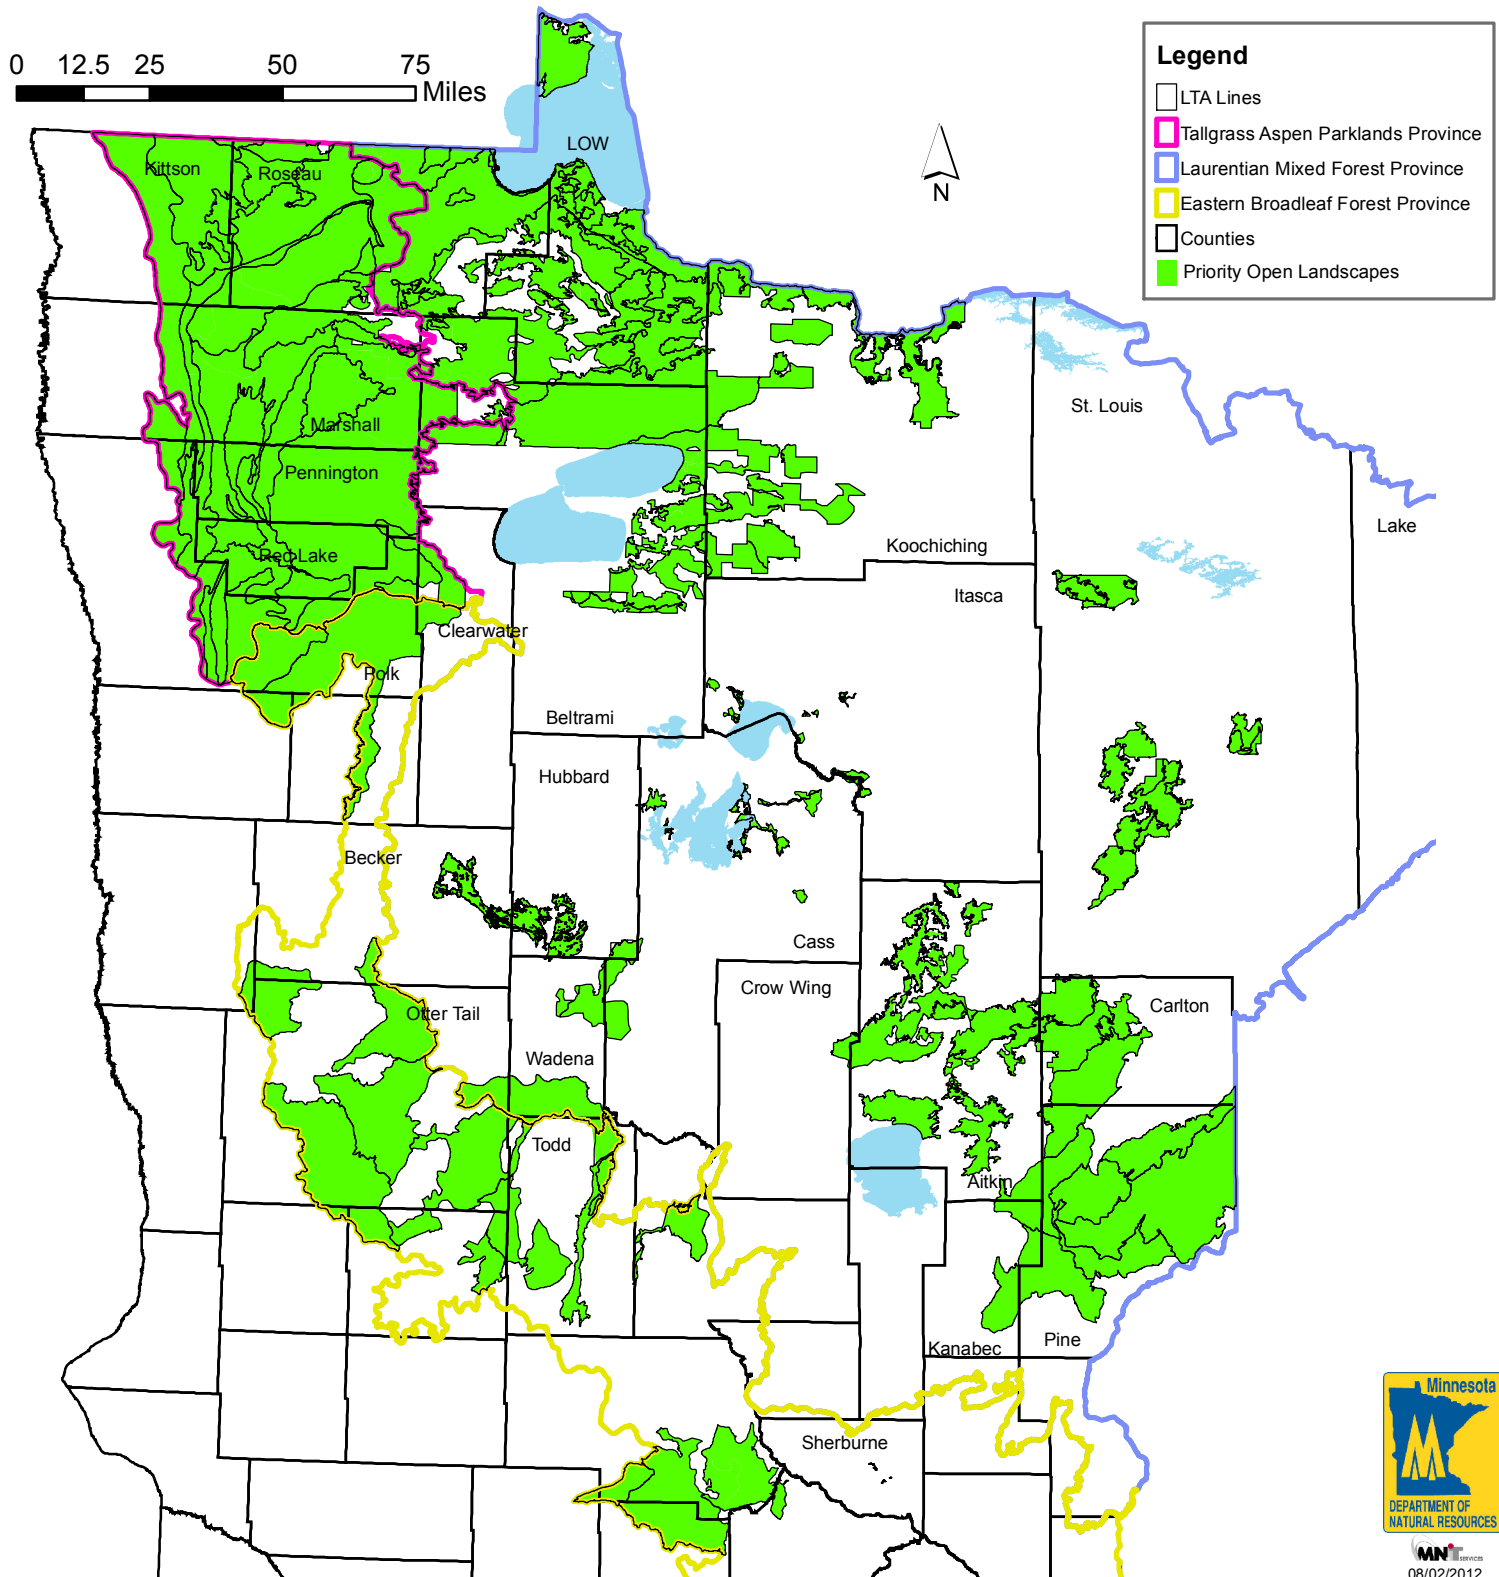 0 12.5 25 50 75
Miles
Legend
LTA Lines
Tallgrass Aspen Parklands Province
Laurentian Mixed Forest Province
Eastern Broadleaf Forest Province
Counties
Priority Open Landscapes
N
LOW
Kittson
Roseau
St. Louis
Marshall
Pennington
Lake
Koochiching
Red Lake
Itasca
Clearwater
Polk
Beltrami
Hubbard
Becker
Cass
Crow Wing
Carlton
Otter Tail
Wadena
Todd
Aitkin
Pine
Kanabec
Sherburne
Minnesota
DEPARTMENT OF
NATURAL RESOURCES
MN.IT
SERVICES
08/02/2012